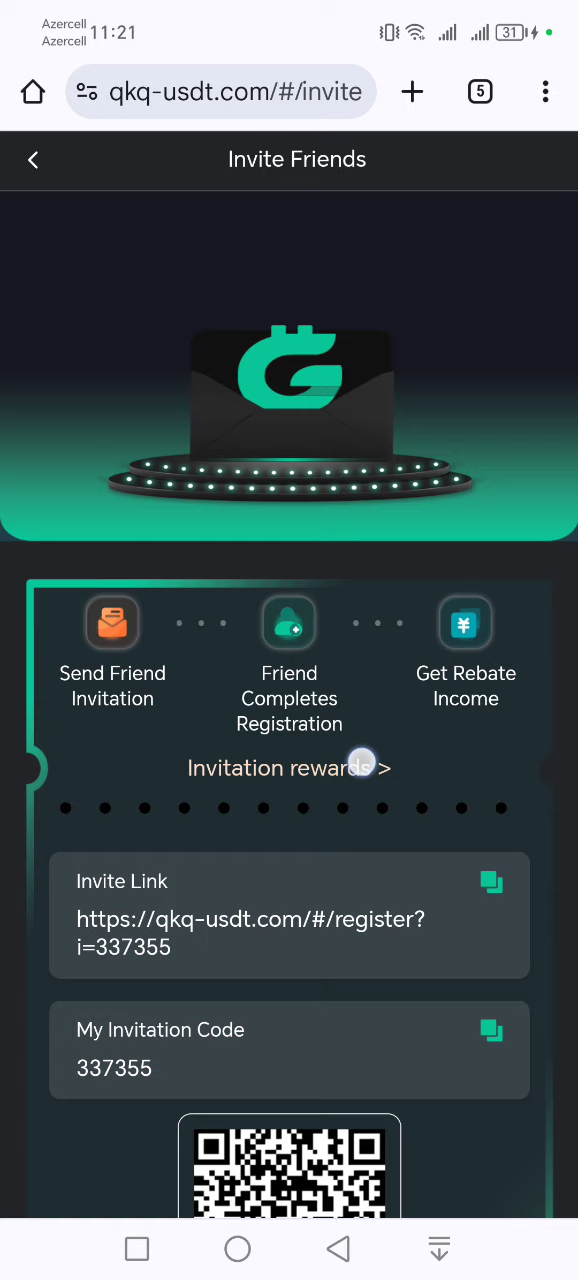 Azercell
Azercell
11:21
31
qkq-usdt.com/#/invite
5
Invite Friends
Send Friend
Invitation
Friend
Completes
Registration
Get Rebate
Income
Invitation rewards >
Invite Link
https://qkq-usdt.com/#/register?
i=337355
My Invitation Code
337355